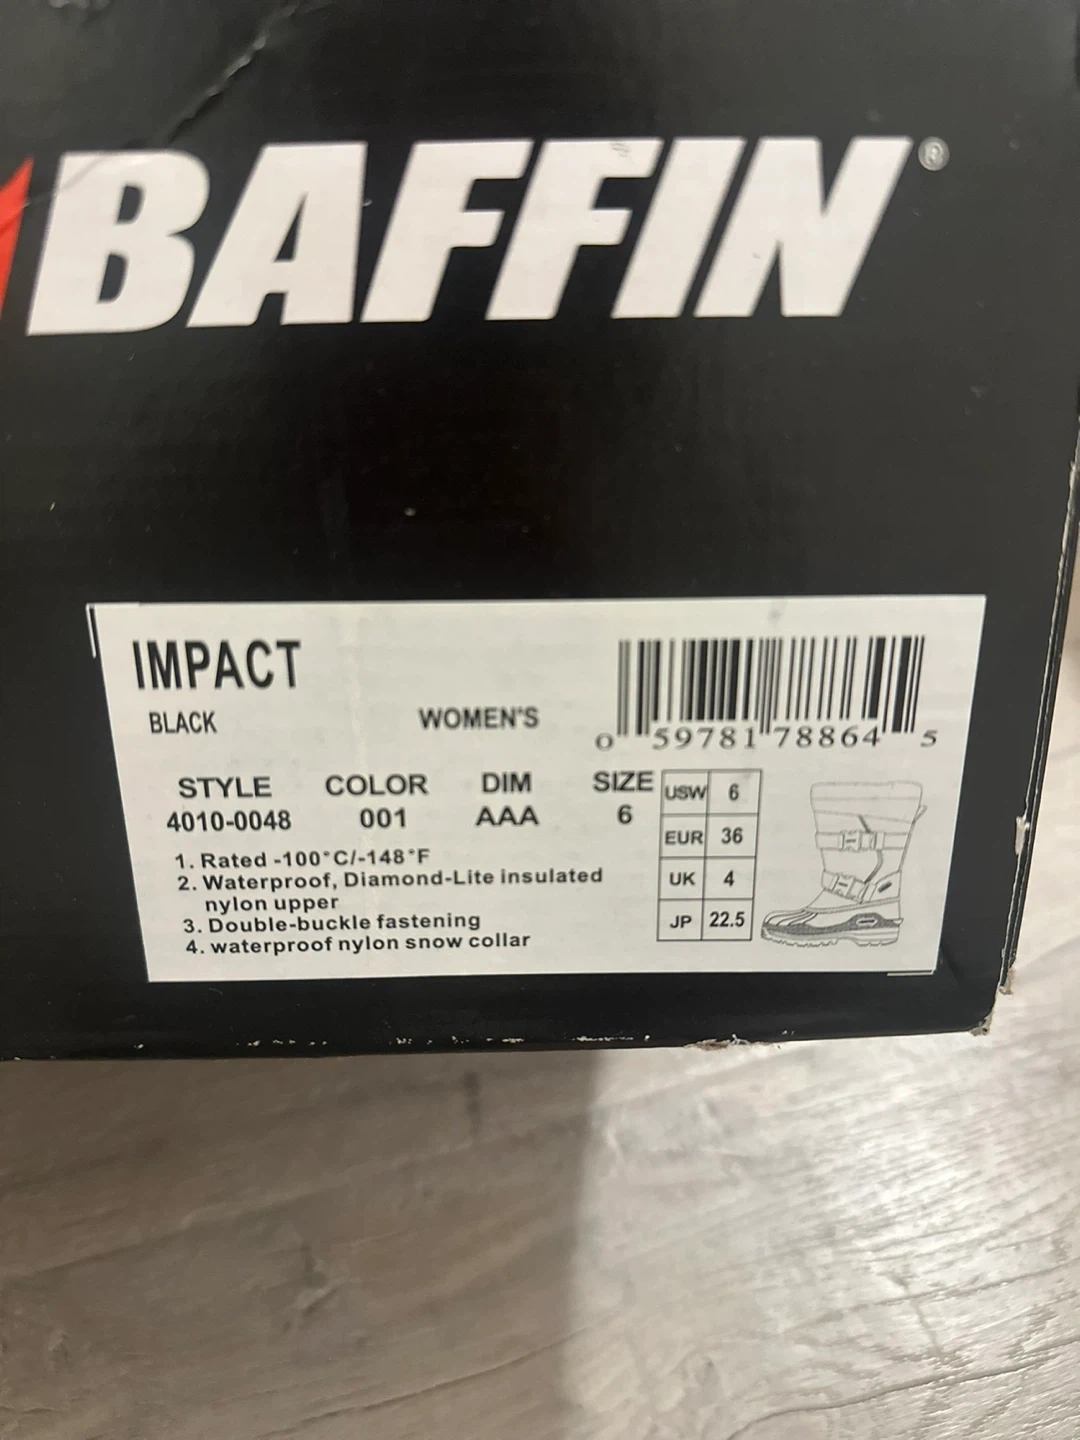 BAFFIN®
IMPACT
BLACK WOMEN'S
0 59781 78864 5
STYLE COLOR DIM SIZE
4010-0048 001 AAA 6
USW 6
EUR 36
UK 4
JP 22.5
1. Rated -100°C/-148°F
2. Waterproof, Diamond-Lite insulated
nylon upper
3. Double-buckle fastening
4. waterproof nylon snow collar